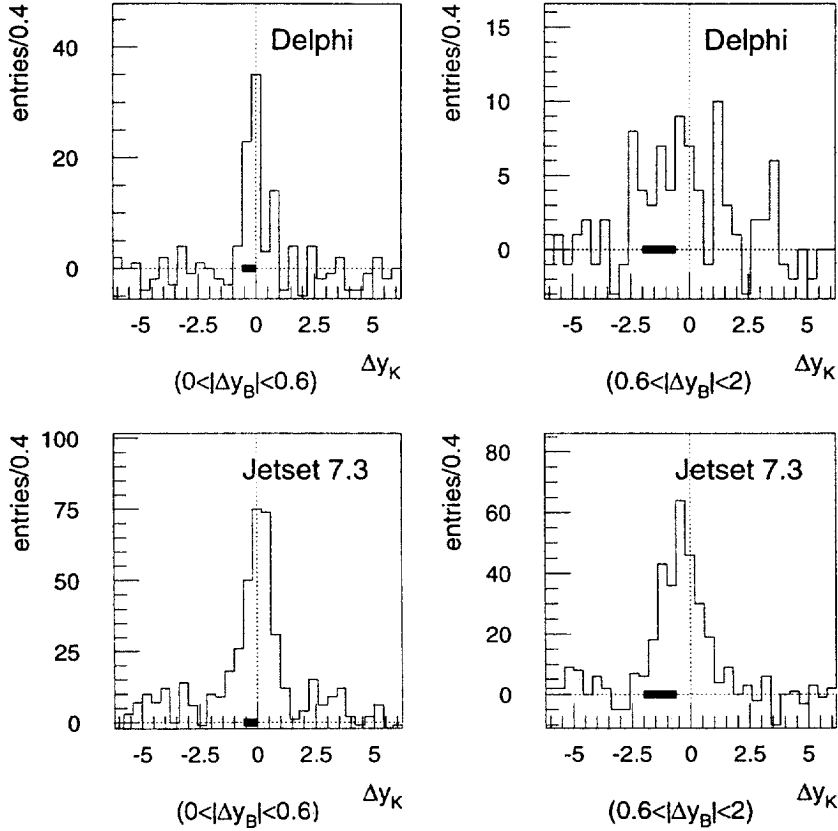 Delphi
entries/0.4
40
20
0
-5 -2.5 0 2.5 5
Δy_K
(0<|Δy_B|<0.6)
Delphi
entries/0.4
15
10
5
0
-5 -2.5 0 2.5 5
Δy_K
(0.6<|Δy_B|<2)
Jetset 7.3
entries/0.4
100
75
50
25
0
-5 -2.5 0 2.5 5
Δy_K
(0<|Δy_B|<0.6)
Jetset 7.3
entries/0.4
80
60
40
20
0
-5 -2.5 0 2.5 5
Δy_K
(0.6<|Δy_B|<2)